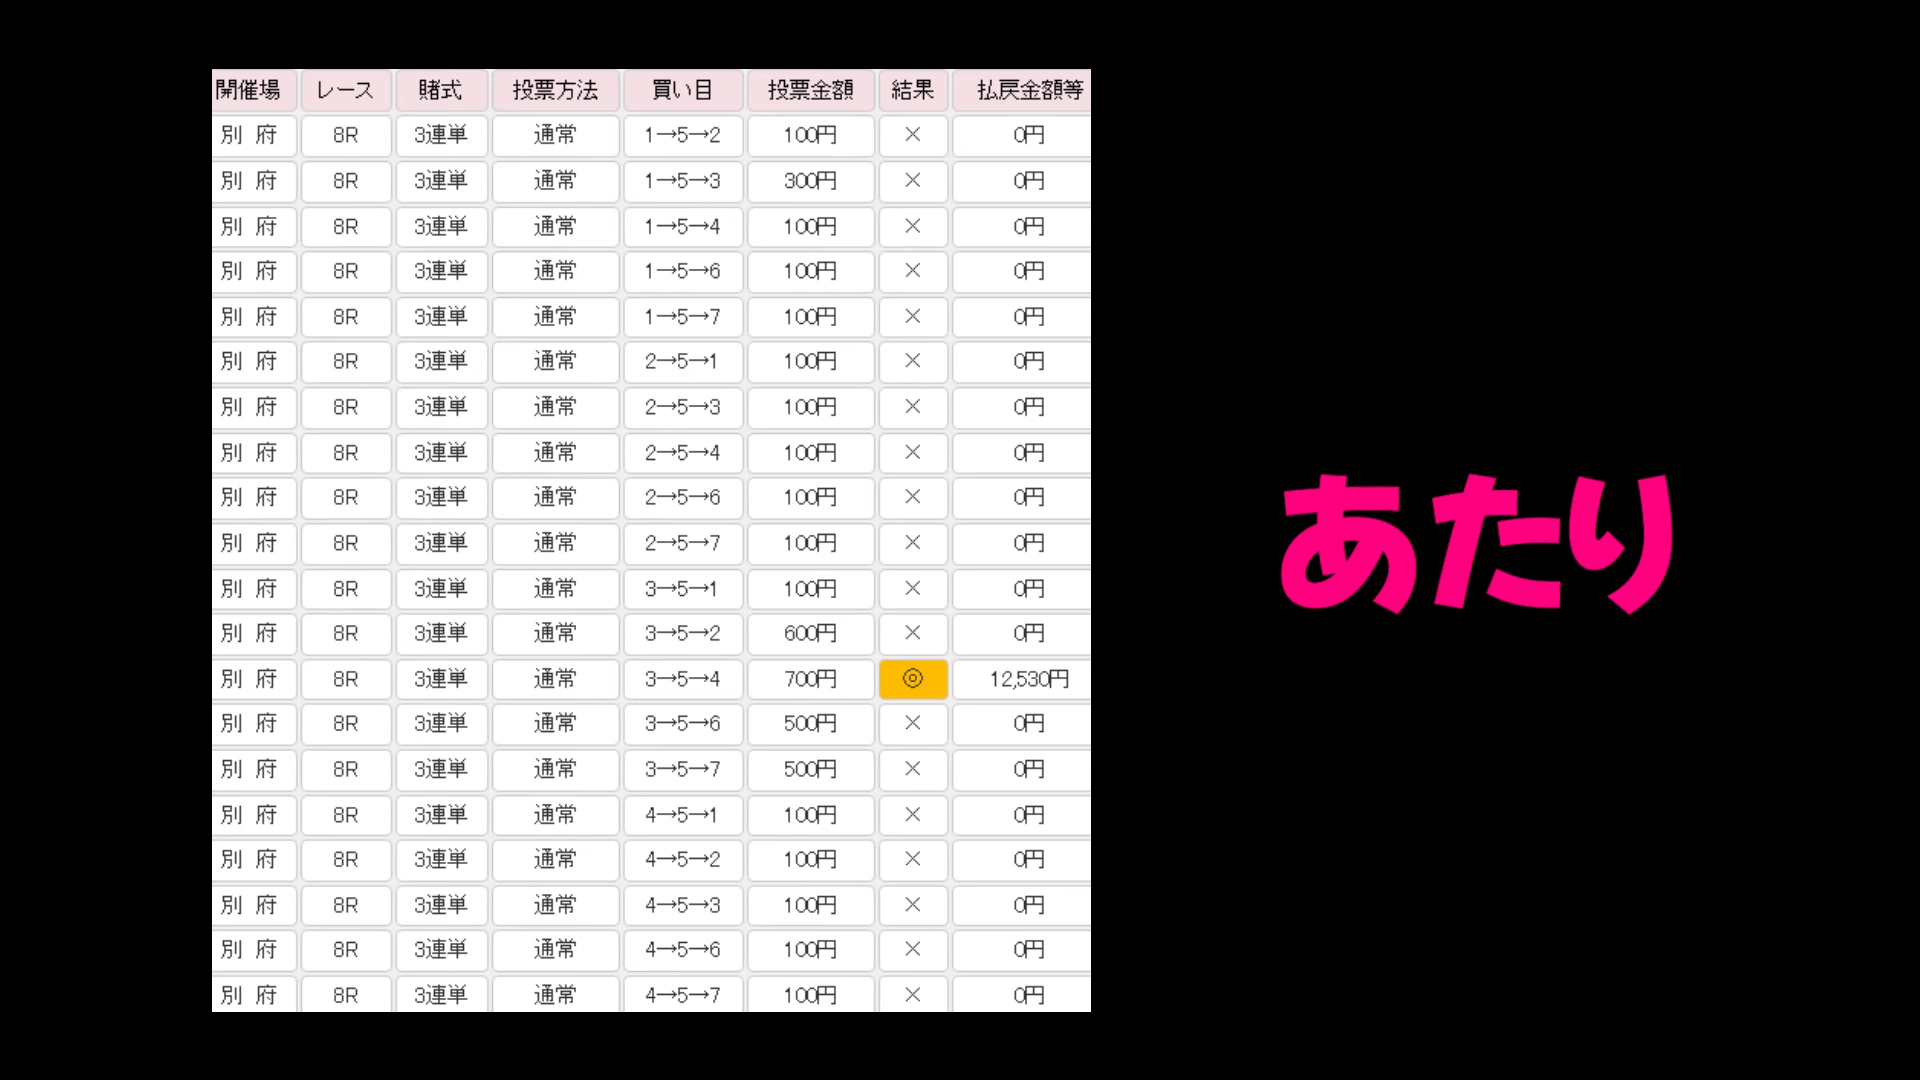 開催場 レース 賭式 投票方法 買い目 投票金額 結果 払戻金額等
別 府 8R 3連単 通常 1→5→2 100円 × 0円
別 府 8R 3連単 通常 1→5→3 300円 × 0円
別 府 8R 3連単 通常 1→5→4 100円 × 0円
別 府 8R 3連単 通常 1→5→6 100円 × 0円
別 府 8R 3連単 通常 1→5→7 100円 × 0円
別 府 8R 3連単 通常 2→5→1 100円 × 0円
別 府 8R 3連単 通常 2→5→3 100円 × 0円
別 府 8R 3連単 通常 2→5→4 100円 × 0円
別 府 8R 3連単 通常 2→5→6 100円 × 0円
別 府 8R 3連単 通常 2→5→7 100円 × 0円
別 府 8R 3連単 通常 3→5→1 100円 × 0円
別 府 8R 3連単 通常 3→5→2 600円 × 0円
別 府 8R 3連単 通常 3→5→4 700円 ◎ 12,530円
別 府 8R 3連単 通常 3→5→6 500円 × 0円
別 府 8R 3連単 通常 3→5→7 500円 × 0円
別 府 8R 3連単 通常 4→5→1 100円 × 0円
別 府 8R 3連単 通常 4→5→2 100円 × 0円
別 府 8R 3連単 通常 4→5→3 100円 × 0円
別 府 8R 3連単 通常 4→5→6 100円 × 0円
別 府 8R 3連単 通常 4→5→7 100円 × 0円
あたり